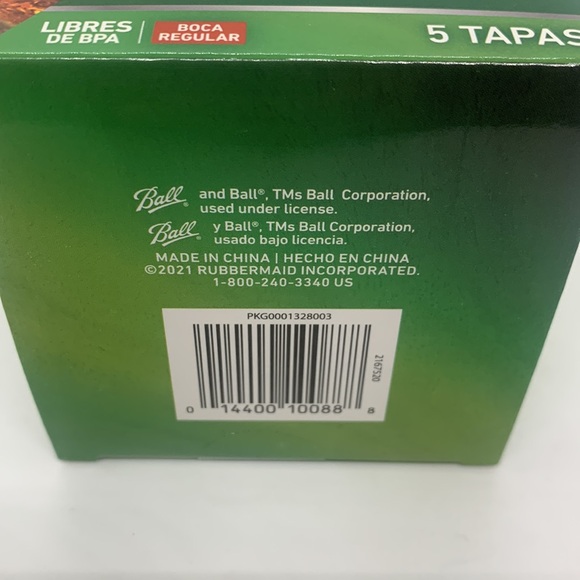 LIBRES
DE BPA
BOCA
REGULAR
5 TAPAS
Ball® and Ball®, TMs Ball Corporation,
used under license.
Ball® y Ball®, TMs Ball Corporation,
usado bajo licencia.
MADE IN CHINA | HECHO EN CHINA
©2021 RUBBERMAID INCORPORATED.
1-800-240-3340 US
PKG0001328003
2167520
0 14400 10088 8